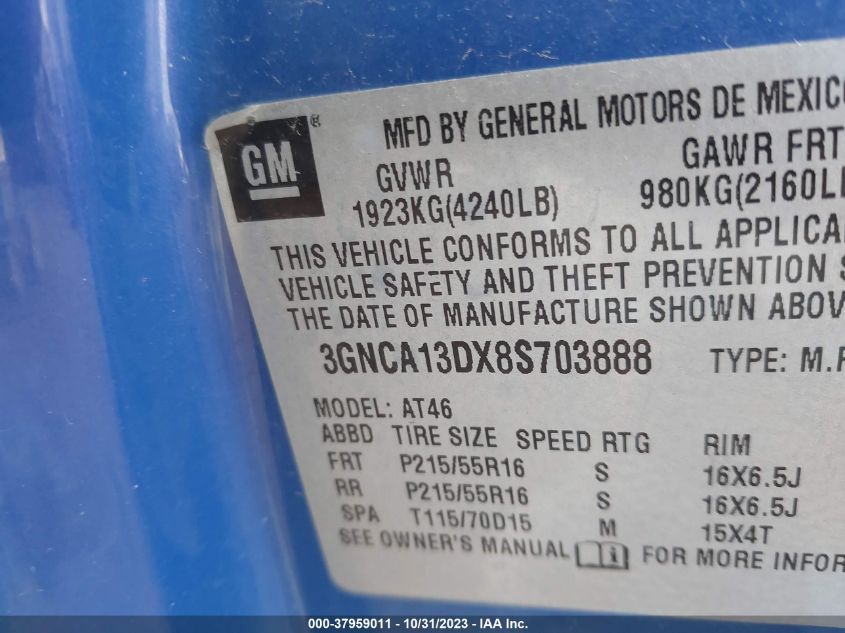 GM ®
MFD BY GENERAL MOTORS DE MEXICO
GVWR GAWR FRT
1923KG(4240LB) 980KG(2160L
THIS VEHICLE CONFORMS TO ALL APPLICA
VEHICLE SAFETY AND THEFT PREVENTION S
THE DATE OF MANUFACTURE SHOWN ABOV
3GNCA13DX8S703888 TYPE: M.P
MODEL: AT46
ABBD TIRE SIZE SPEED RTG RIM
FRT P215/55R16 S 16X6.5J
RR P215/55R16 S 16X6.5J
SPA T115/70D15 M 15X4T
SEE OWNER'S MANUAL i FOR MORE INFOR
000-37959011 - 10/31/2023 - IAA Inc.